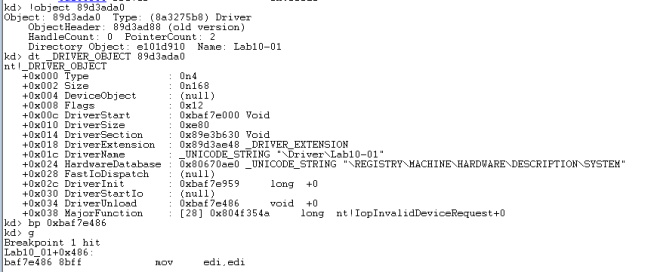 kd> !object 89d3ada0
Object: 89d3ada0 Type: (8a3275b8) Driver
ObjectHeader: 89d3ad88 (old version)
HandleCount: 0 PointerCount: 2
Directory Object: e101d910 Name: Lab10-01
kd> dt _DRIVER_OBJECT 89d3ada0
nt!_DRIVER_OBJECT
+0x000 Type : 0n4
+0x002 Size : 0n168
+0x004 DeviceObject : (null)
+0x008 Flags : 0x12
+0x00c DriverStart : 0xbaf7e000 Void
+0x010 DriverSize : 0xe80
+0x014 DriverSection : 0x89e3b630 Void
+0x018 DriverExtension : 0x89d3ae48 _DRIVER_EXTENSION
+0x01c DriverName : _UNICODE_STRING "\Driver\Lab10-01"
+0x024 HardwareDatabase : 0x80670ae0 _UNICODE_STRING "\REGISTRY\MACHINE\HARDWARE\DESCRIPTION\SYSTEM"
+0x028 FastIoDispatch : (null)
+0x02c DriverInit : 0xbaf7e959 long +0
+0x030 DriverStartIo : (null)
+0x034 DriverUnload : 0xbaf7e486 void +0
+0x038 MajorFunction : [28] 0x804f354a long nt!IopInvalidDeviceRequest+0
kd> bp 0xbaf7e486
kd> g
Breakpoint 1 hit
Lab10_01+0x486:
baf7e486 8bff mov edi,edi